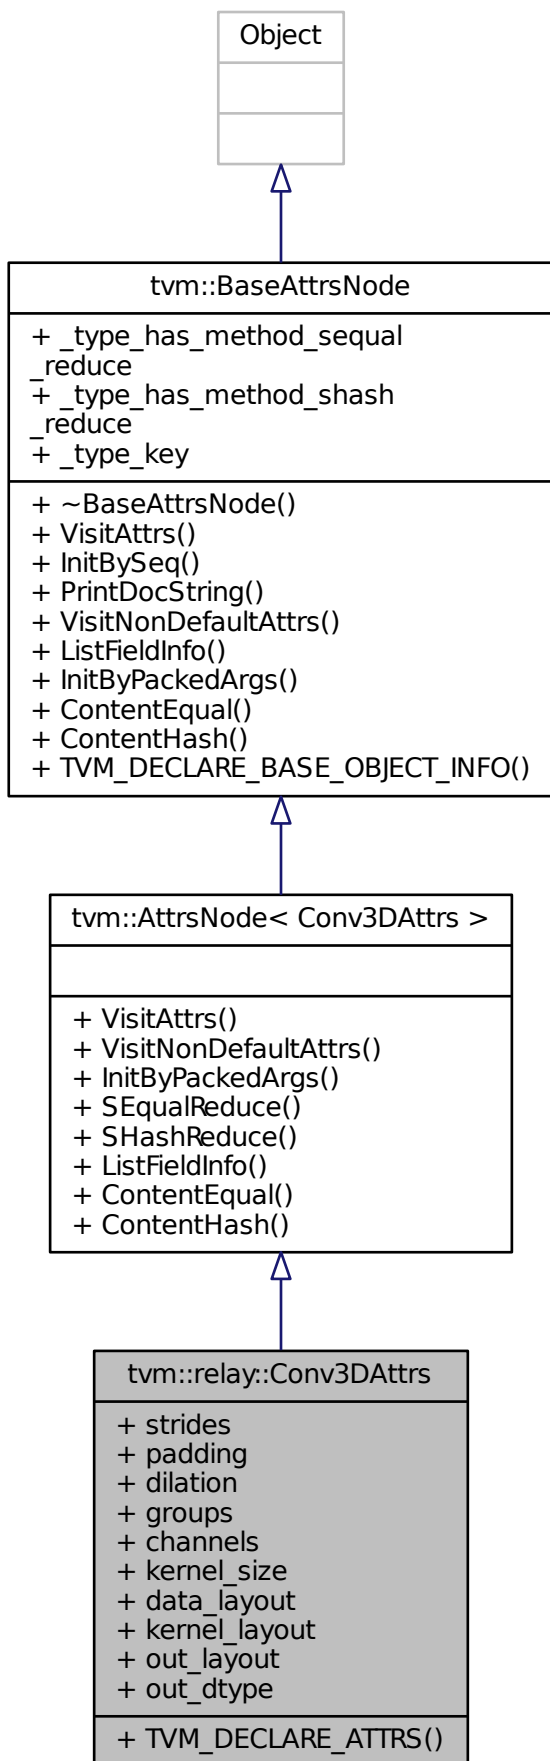 Object
tvm::BaseAttrsNode
+ _type_has_method_sequal
_reduce
+ _type_has_method_shash
_reduce
+ _type_key
+ ~BaseAttrsNode()
+ VisitAttrs()
+ InitBySeq()
+ PrintDocString()
+ VisitNonDefaultAttrs()
+ ListFieldInfo()
+ InitByPackedArgs()
+ ContentEqual()
+ ContentHash()
+ TVM_DECLARE_BASE_OBJECT_INFO()
tvm::AttrsNode< Conv3DAttrs >
+ VisitAttrs()
+ VisitNonDefaultAttrs()
+ InitByPackedArgs()
+ SEqualReduce()
+ SHashReduce()
+ ListFieldInfo()
+ ContentEqual()
+ ContentHash()
tvm::relay::Conv3DAttrs
+ strides
+ padding
+ dilation
+ groups
+ channels
+ kernel_size
+ data_layout
+ kernel_layout
+ out_layout
+ out_dtype
+ TVM_DECLARE_ATTRS()